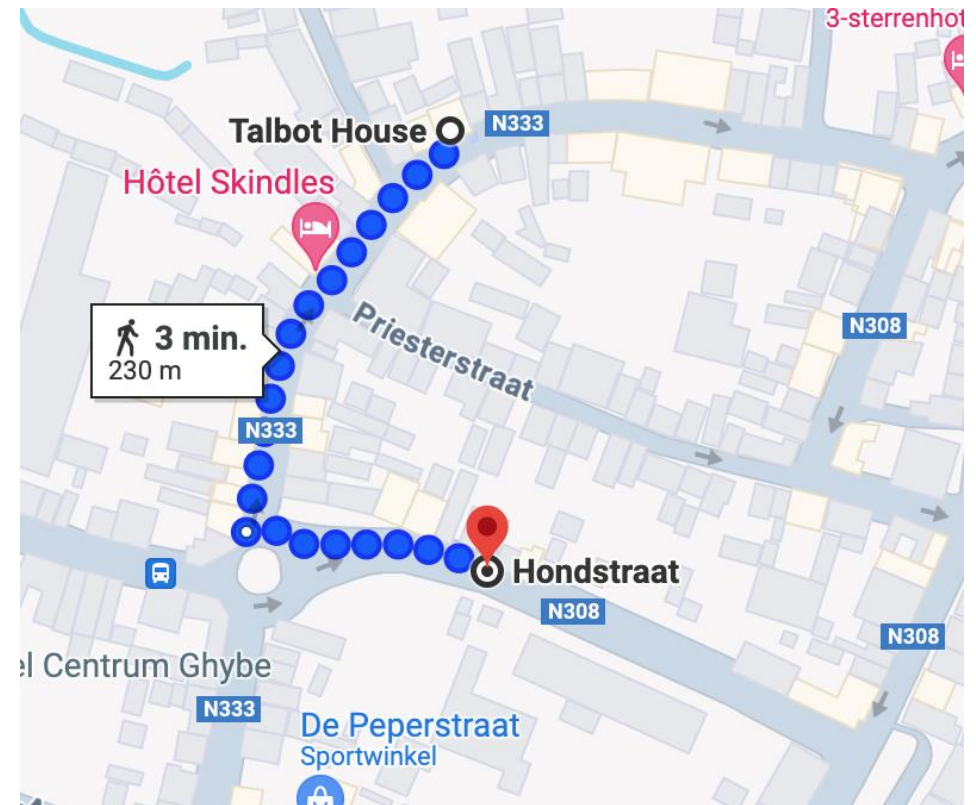 3-sterrenhot
Talbot House
N333
Hôtel Skindles
3 min.
230 m
Priesterstraat
N308
N333
Hondstraat
N308
N308
el Centrum Ghybe
N333
De Peperstraat
Sportwinkel